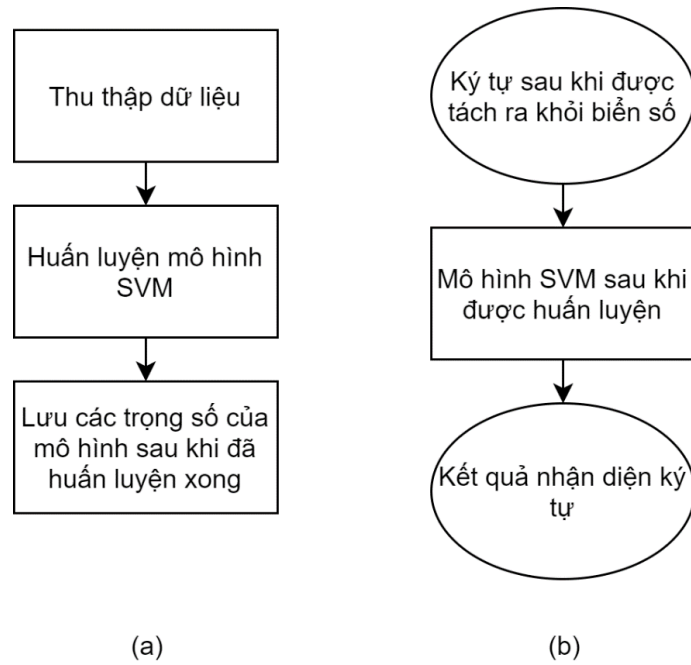 Thu thập dữ liệu
Huấn luyện mô hình
SVM
Lưu các trọng số của
mô hình sau khi đã
huấn luyện xong
(a)
Ký tự sau khi được
tách ra khỏi biển số
Mô hình SVM sau khi
được huấn luyện
Kết quả nhận diện ký
tự
(b)